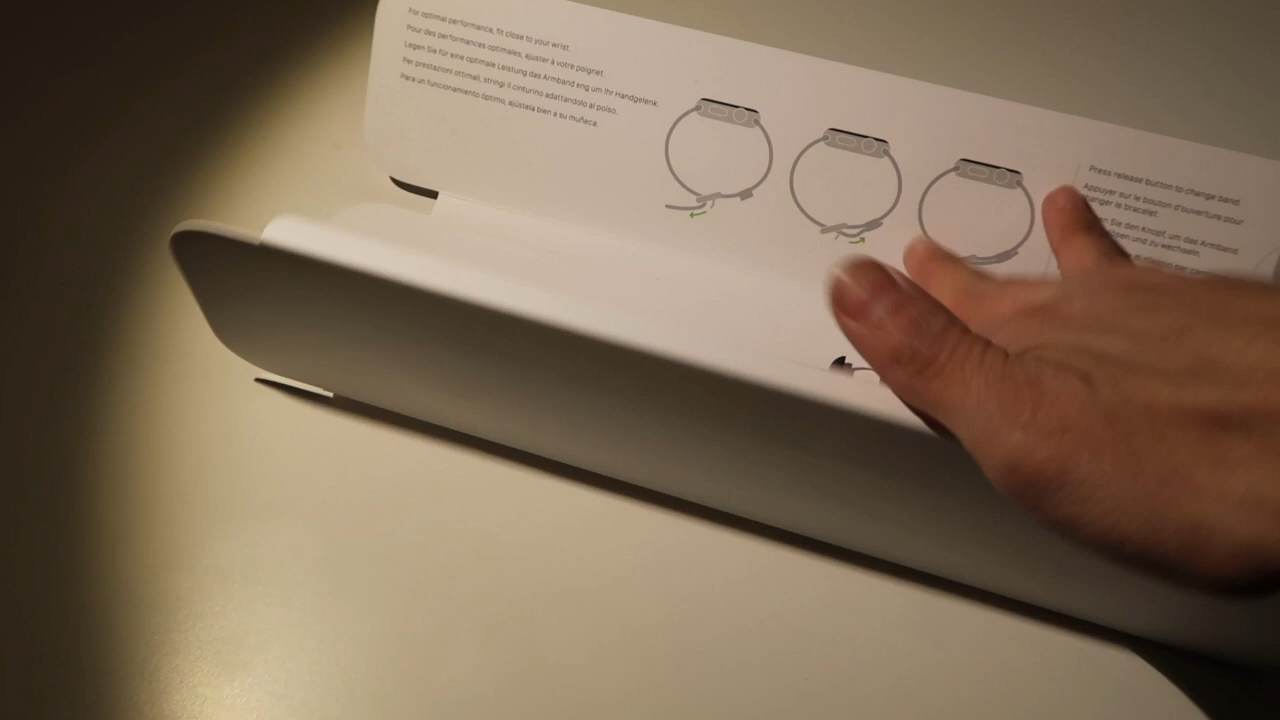 For optimal performance, fit close to your wrist.
Pour des performances optimales, ajuster à votre poignet.
Legen Sie für eine optimale Leistung das Armband eng um Ihr Handgelenk.
Per prestazioni ottimali, stringi il cinturino adattandolo al polso.
Para un funcionamiento óptimo, ajústela bien a su muñeca.
Press release button to change band.
Appuyer sur le bouton d'ouverture pour
changer le bracelet.
Sie den Knopf, um das Armband
und zu wechseln.